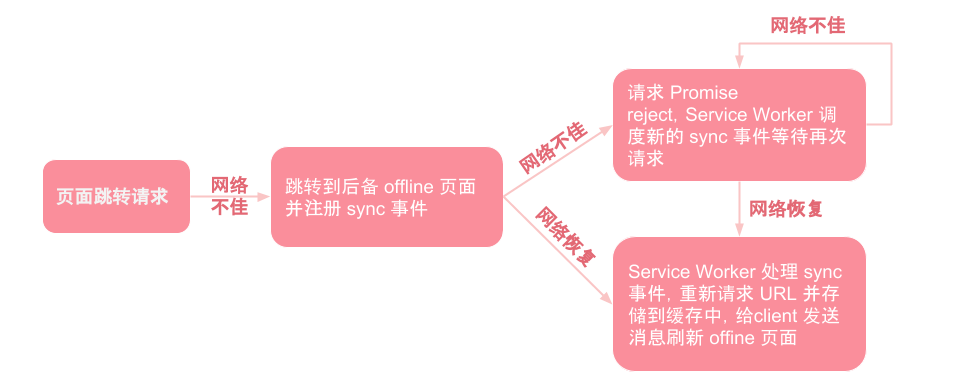 网络不佳
请求 Promise
reject, Service Worker 调
度新的 sync 事件等待再次
请求
网络不佳
页面跳转请求
网络
不佳
跳转到后备 offline 页面
并注册 sync 事件
网络恢复
网络恢复
Service Worker 处理 sync
事件, 重新请求 URL 并存
储到缓存中, 给client 发送
消息刷新 offine 页面